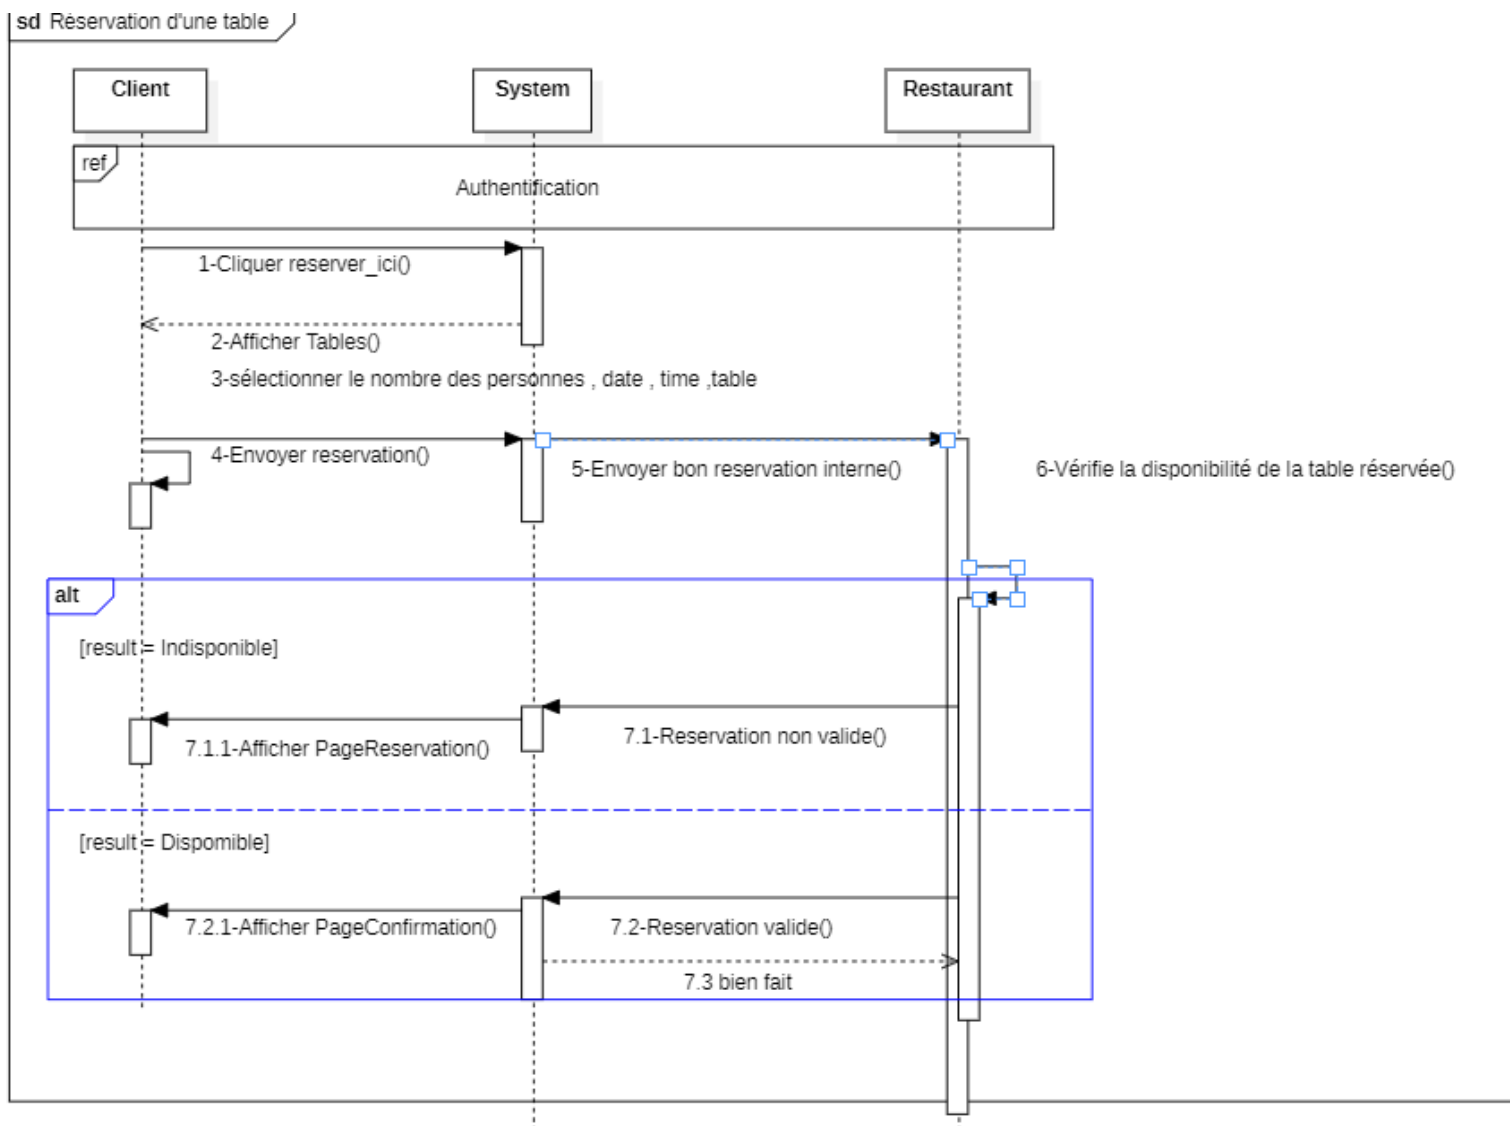 sd Réservation d'une table
Client
System
Restaurant
ref
Authentification
1-Cliquer reserver_ici()
2-Afficher Tables()
3-sélectionner le nombre des personnes , date , time ,table
4-Envoyer reservation()
5-Envoyer bon reservation interne()
6-Vérifie la disponibilité de la table réservée()
alt
[result = Indisponible]
7.1-Reservation non valide()
7.1.1-Afficher PageReservation()
[result = Dispomible]
7.2-Reservation valide()
7.2.1-Afficher PageConfirmation()
7.3 bien fait